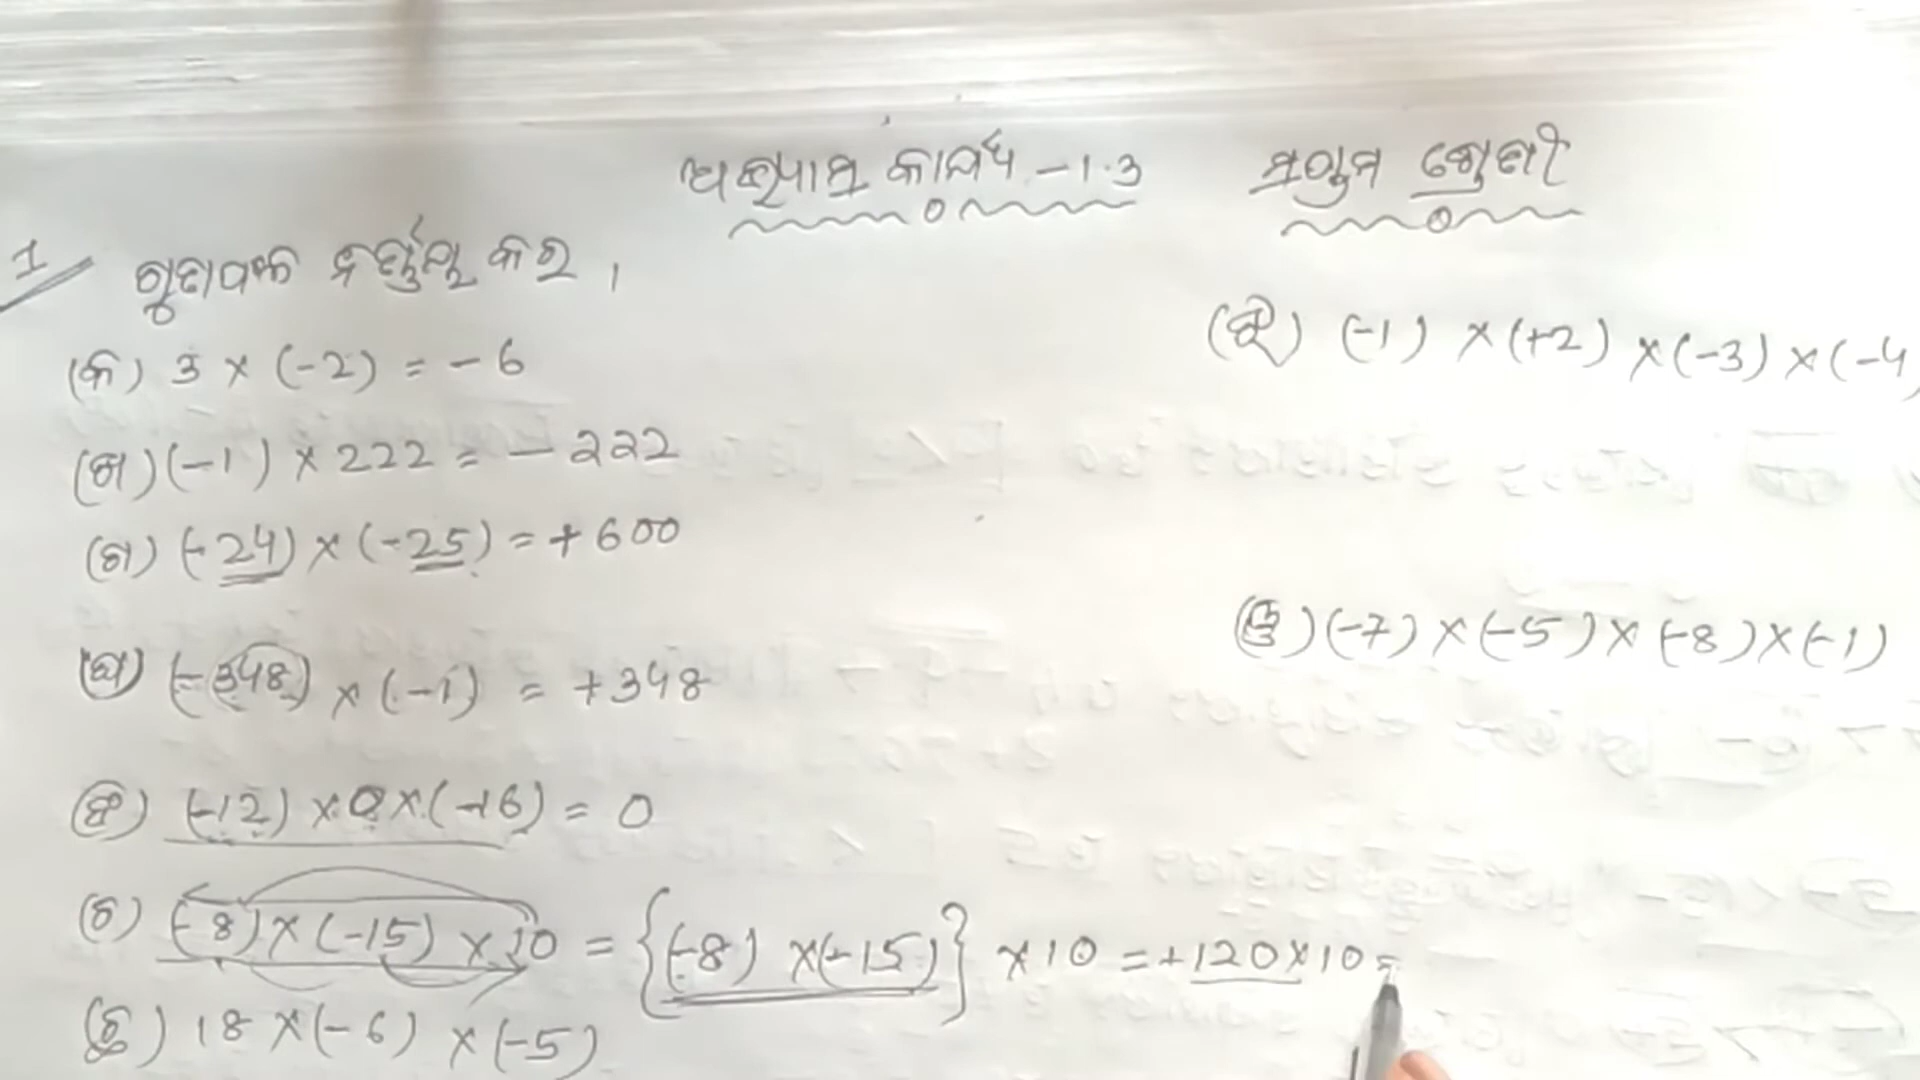 ଅଭ୍ୟାସ କାର୍ଯ୍ୟ - 1.3 ସପ୍ତମ ଶ୍ରେଣୀ
1 ଗୁଣଫଳ ନିର୍ଣ୍ଣୟ କର ।
(କ) 3 × (-2) = - 6
(ଖ) (-1) × 222 = - 222
(ଗ) (-24) × (-25) = + 600
(ଘ) (-348) × (-1) = +348
(ଙ) (-12) × 0 × (-16) = 0
(ଚ) (-8) × (-15) × 10 = {(-8) × (-15)} × 10 = +120 × 10 =
(ଛ) 18 × (-6) × (-5)
(-1) × (+2) × (-3) × (-4)
(-7) × (-5) × (-8) × (-1)